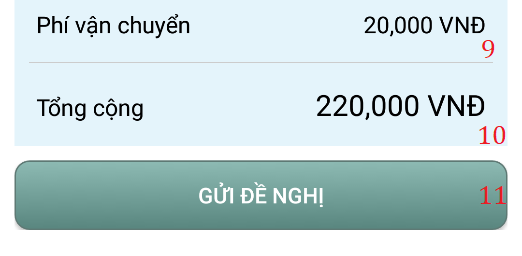 Phí vận chuyển 20,000 VNĐ
9
Tổng cộng 220,000 VNĐ
10
GỬI ĐỀ NGHỊ 11